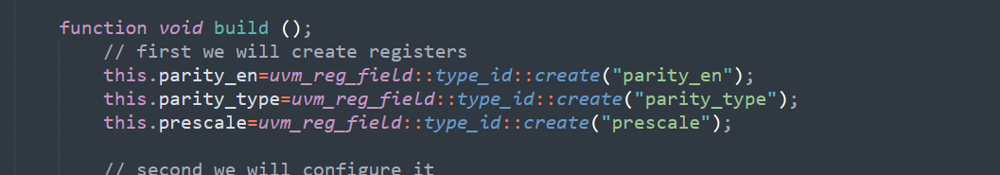 function void build ();
// first we will create registers
this.parity_en=uvm_reg_field::type_id::create("parity_en");
this.parity_type=uvm_reg_field::type_id::create("parity_type");
this.prescale=uvm_reg_field::type_id::create("prescale");
// second we will configure it